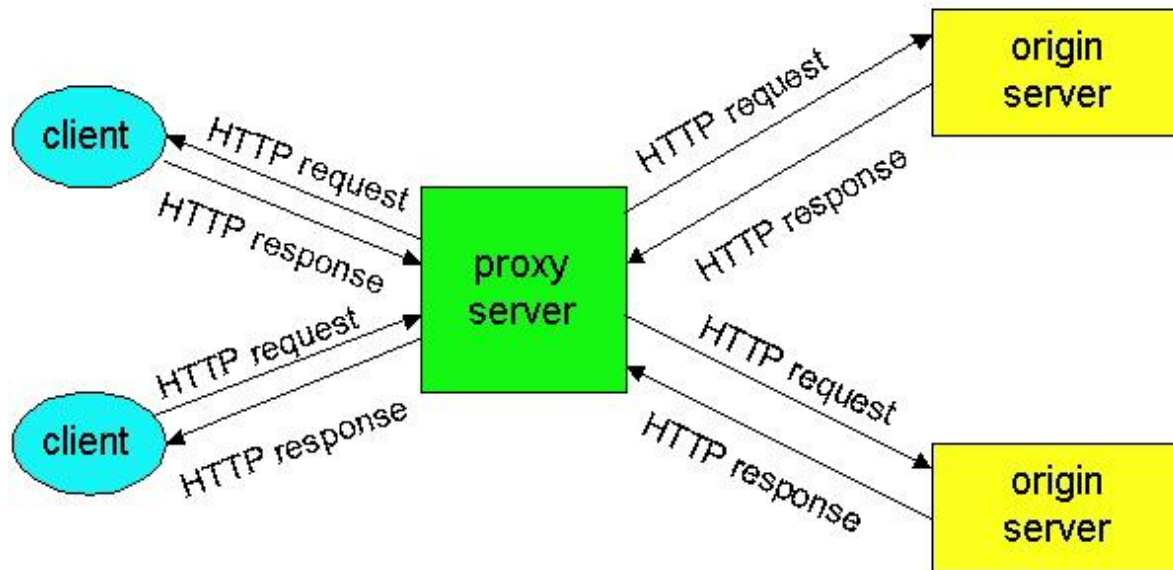 client
HTTP request
HTTP response
HTTP request
HTTP response
client
proxy
server
HTTP request
HTTP response
HTTP request
HTTP response
origin
server
origin
server